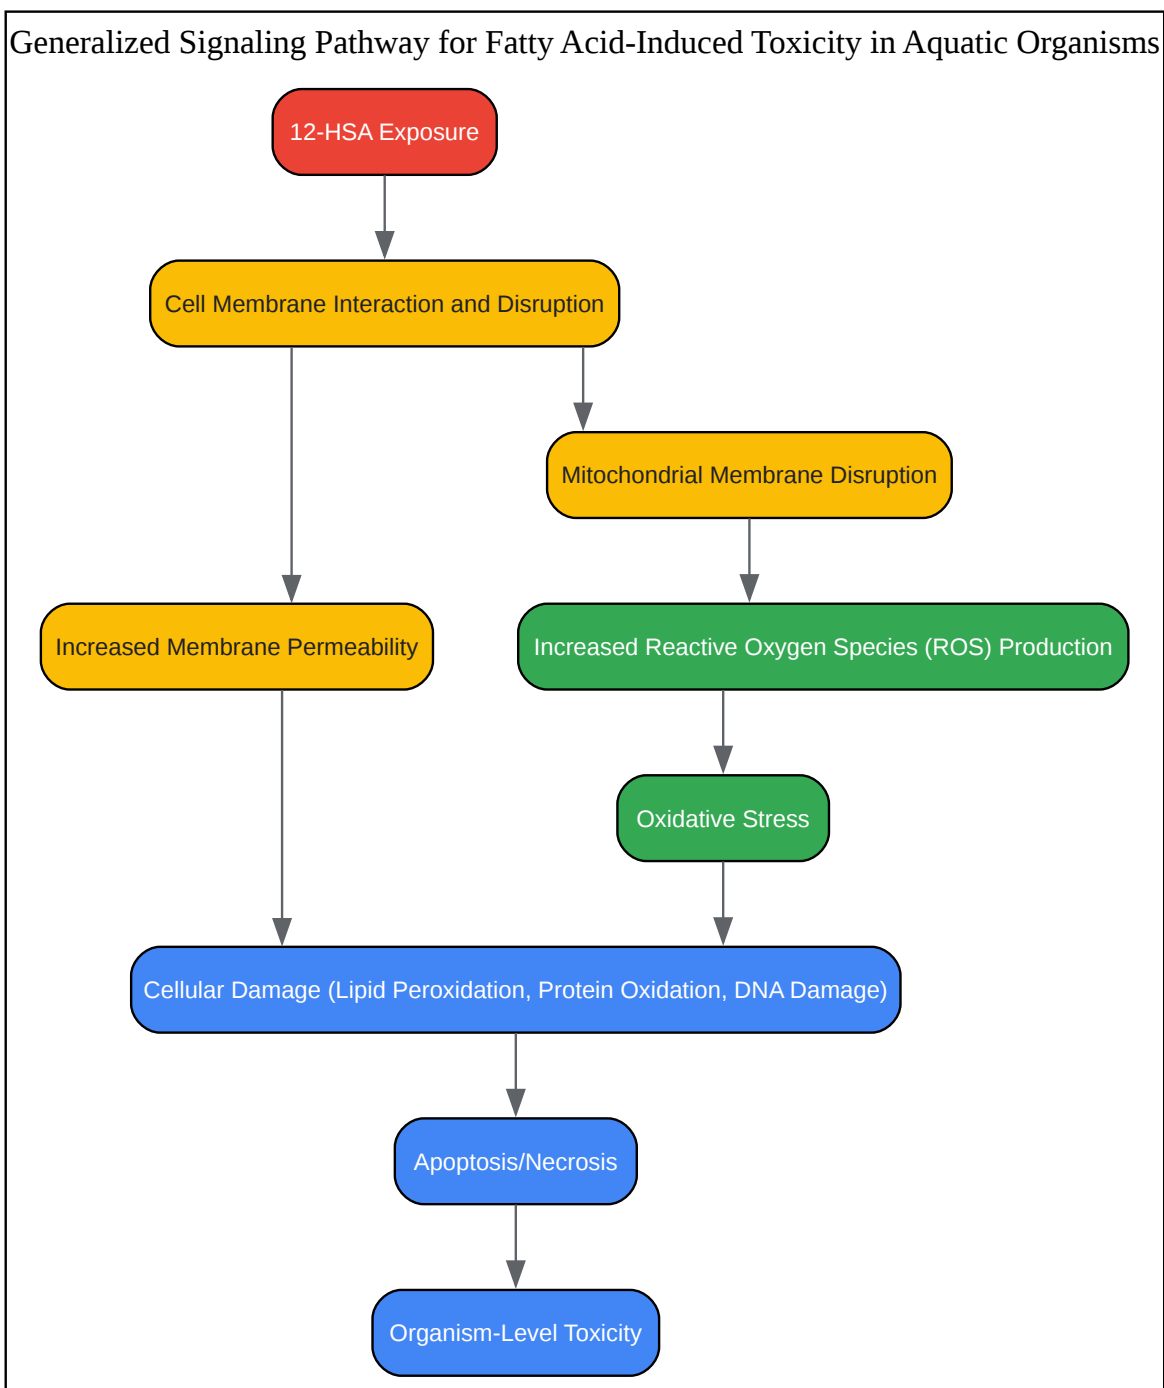 Generalized Signaling Pathway for Fatty Acid-Induced Toxicity in Aquatic Organisms
12-HSA Exposure
Cell Membrane Interaction and Disruption
Mitochondrial Membrane Disruption
Increased Membrane Permeability
Increased Reactive Oxygen Species (ROS) Production
Oxidative Stress
Cellular Damage (Lipid Peroxidation, Protein Oxidation, DNA Damage)
Apoptosis/Necrosis
Organism-Level Toxicity